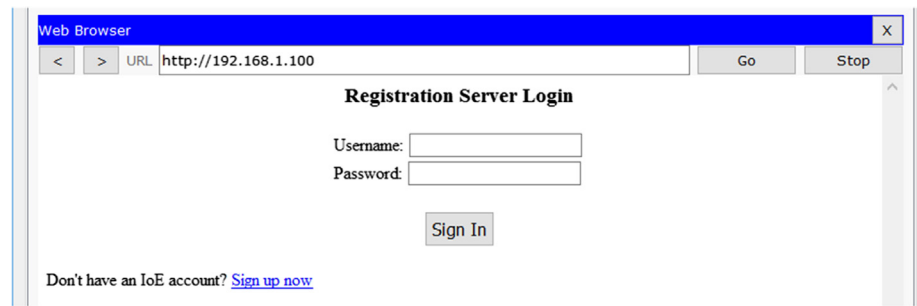 Web Browser X
< > URL http://192.168.1.100 Go Stop
Registration Server Login
Username:
Password:
Sign In
Don't have an IoE account? Sign up now